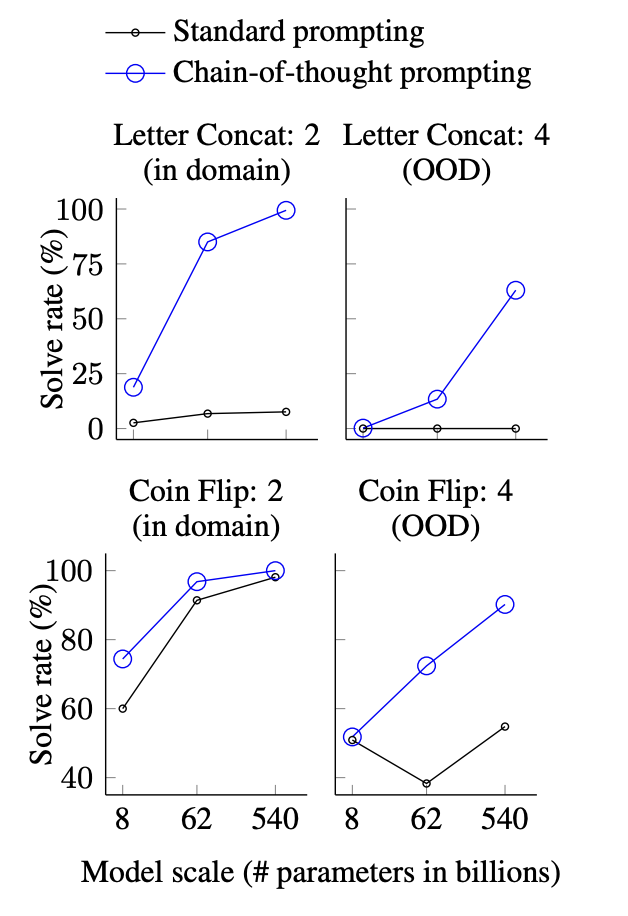 Standard prompting
Chain-of-thought prompting
Letter Concat: 2
(in domain)
Letter Concat: 4
(OOD)
100
75
50
25
0
Solve rate (%)
Coin Flip: 2
(in domain)
Coin Flip: 4
(OOD)
100
80
60
40
Solve rate (%)
8 62 540
8 62 540
Model scale (# parameters in billions)